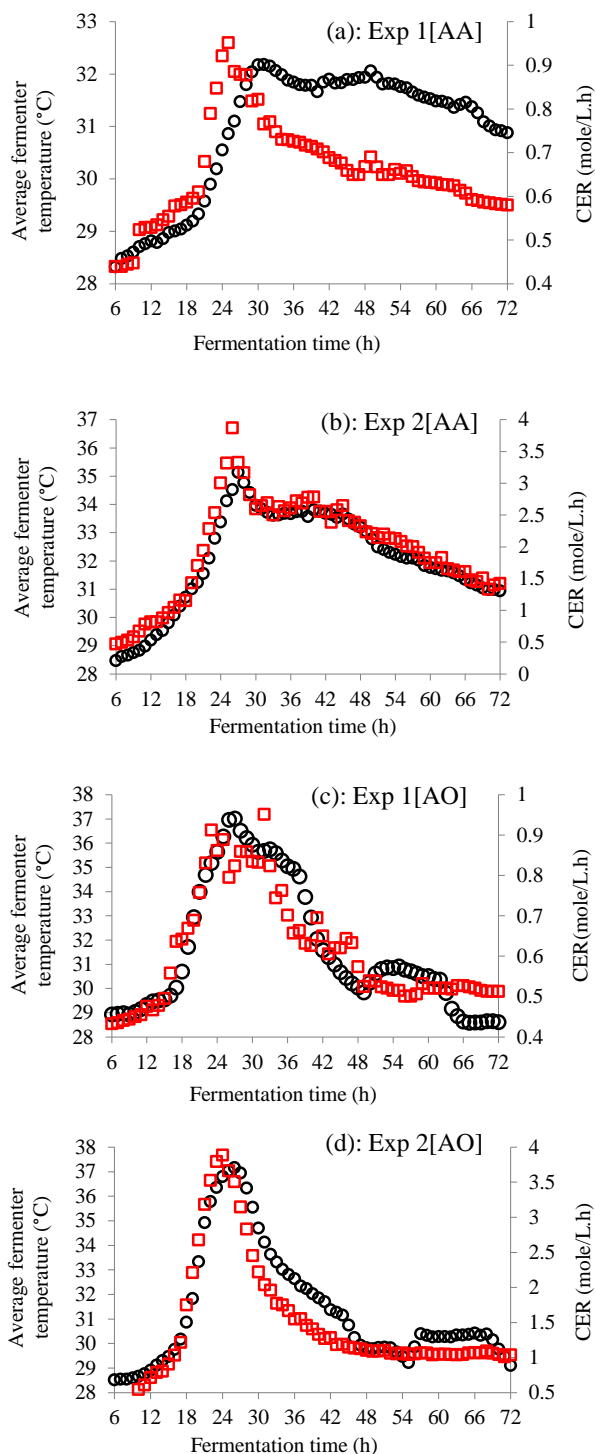 (a): Exp 1[AA]
Average fermenter
temperature (°C)
33
32
31
30
29
28
1
0.9
0.8
0.7
0.6
0.5
0.4
CER (mole/L.h)
6 12 18 24 30 36 42 48 54 60 66 72
Fermentation time (h)
(b): Exp 2[AA]
Average fermenter
temperature (°C)
37
36
35
34
33
32
31
30
29
28
4
3.5
3
2.5
2
1.5
1
0.5
0
CER (mole/L.h)
6 12 18 24 30 36 42 48 54 60 66 72
Fermentation time (h)
(c): Exp 1[AO]
Average fermenter
temperature (°C)
38
37
36
35
34
33
32
31
30
29
28
1
0.9
0.8
0.7
0.6
0.5
0.4
CER(mole/L.h)
6 12 18 24 30 36 42 48 54 60 66 72
Fermentation time (h)
(d): Exp 2[AO]
Average fermenter
temperature (°C)
38
37
36
35
34
33
32
31
30
29
28
4
3.5
3
2.5
2
1.5
1
0.5
CER (mole/L.h)
6 12 18 24 30 36 42 48 54 60 66 72
Fermentation time (h)